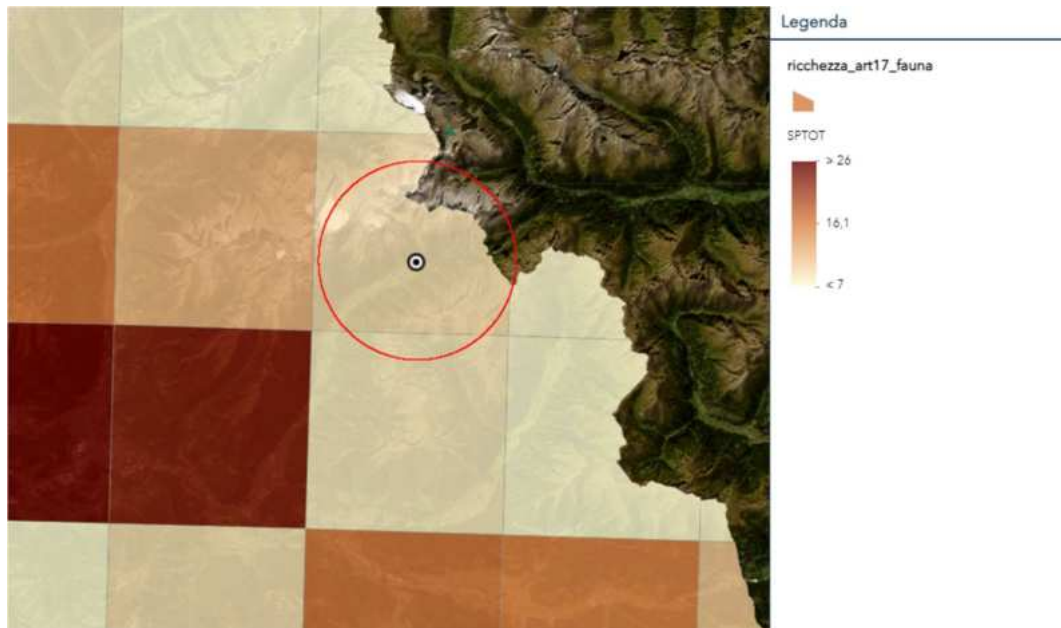 Legenda
ricchezza_art17_fauna
SPTOT
> 26
16,1
< 7